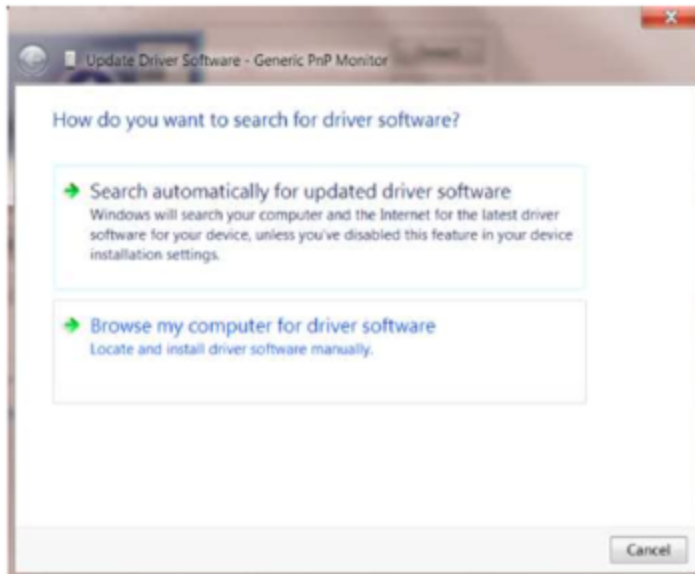 Update Driver Software - Generic PnP Monitor
How do you want to search for driver software?
Search automatically for updated driver software
Windows will search your computer and the Internet for the latest driver
software for your device, unless you've disabled this feature in your device
installation settings.
Browse my computer for driver software
Locate and install driver software manually.
Cancel